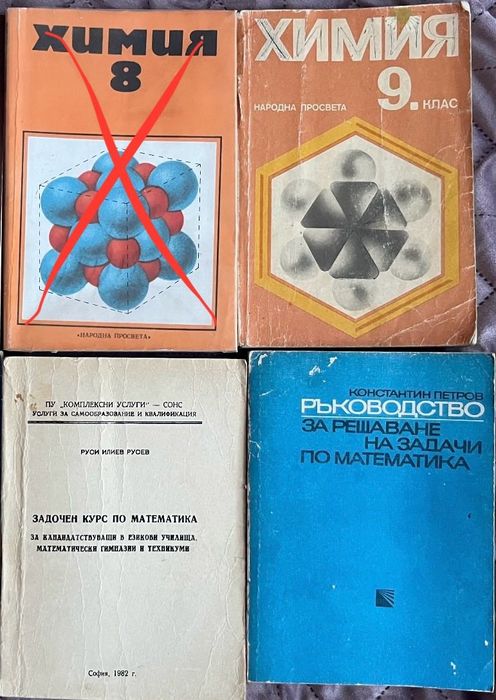 химия
8
«НАРОДНА ПРОСВЕТА»
ХИМИЯ
НАРОДНА ПРОСВЕТА 9. КЛАС
ПУ „КОМПЛЕКСНИ УСЛУГИ" — СОНС
УСЛУГИ ЗА САМООБРАЗОВАНИЕ И КВАЛИФИКАЦИЯ
РУСИ ИЛИЕВ РУСЕВ
ЗАДОЧЕН КУРС ПО МАТЕМАТИКА
ЗА КАНДИДАТСТВУВАЩИ В ЕЗИКОВИ УЧИЛИЩА,
МАТЕМАТИЧЕСКИ ГИМНАЗИИ И ТЕХНИКУМИ
София, 1982 г.
КОНСТАНТИН ПЕТРОВ
РЪКОВОДСТВО
ЗА РЕШАВАНЕ
НА ЗАДАЧИ
ПО МАТЕМАТИКА